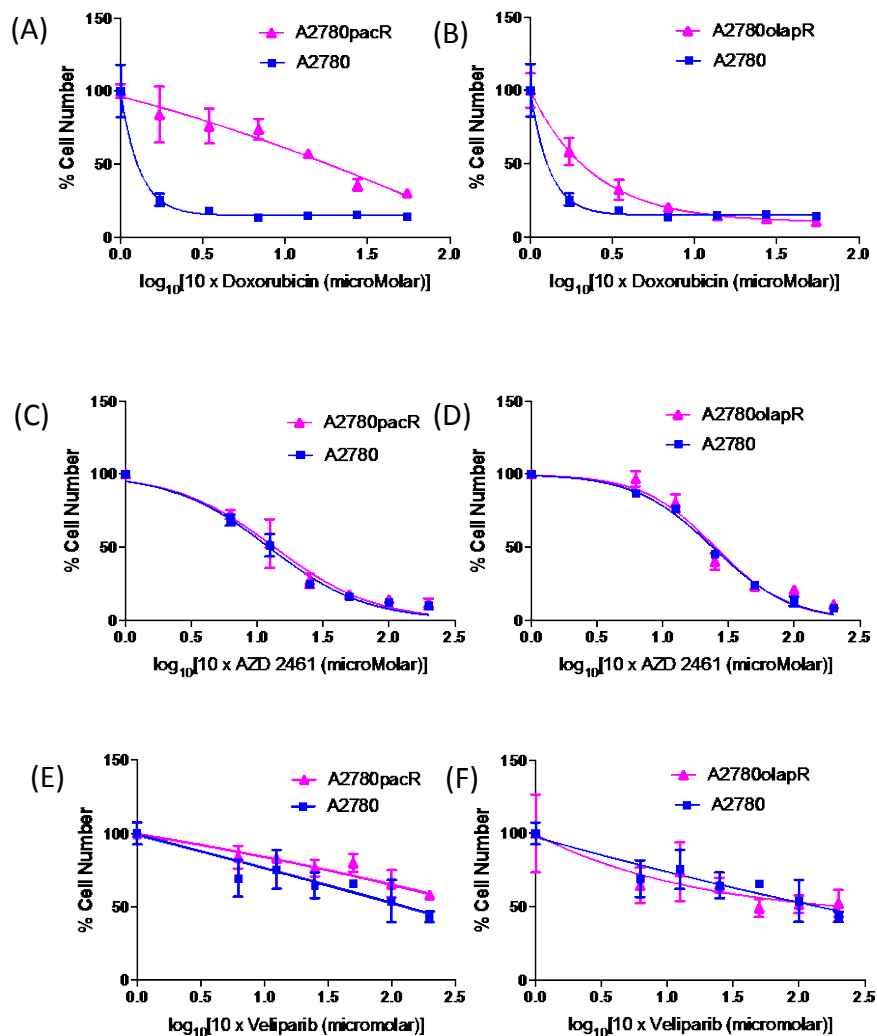 (A)
A2780pacR
A2780
150
100
50
0
% Cell Number
0.0 0.5 1.0 1.5 2.0
log10[10 x Doxorubicin (microMolar)]
(B)
A2780olapR
A2780
150
100
50
0
% Cell Number
0.0 0.5 1.0 1.5 2.0
log10[10 x Doxorubicin (microMolar)]
(C)
A2780pacR
A2780
150
100
50
0
% Cell Number
0.0 0.5 1.0 1.5 2.0 2.5
log10[10 x AZD 2461 (microMolar)]
(D)
A2780olapR
A2780
150
100
50
0
% Cell Number
0.0 0.5 1.0 1.5 2.0 2.5
log10[10 x AZD 2461 (microMolar)]
(E)
A2780pacR
A2780
150
100
50
0
% Cell Number
0.0 0.5 1.0 1.5 2.0 2.5
log10[10 x Veliparib (micromolar)]
(F)
A2780olapR
A2780
150
100
50
0
% Cell Number
0.0 0.5 1.0 1.5 2.0 2.5
log10[10 x Veliparib (micromolar)]